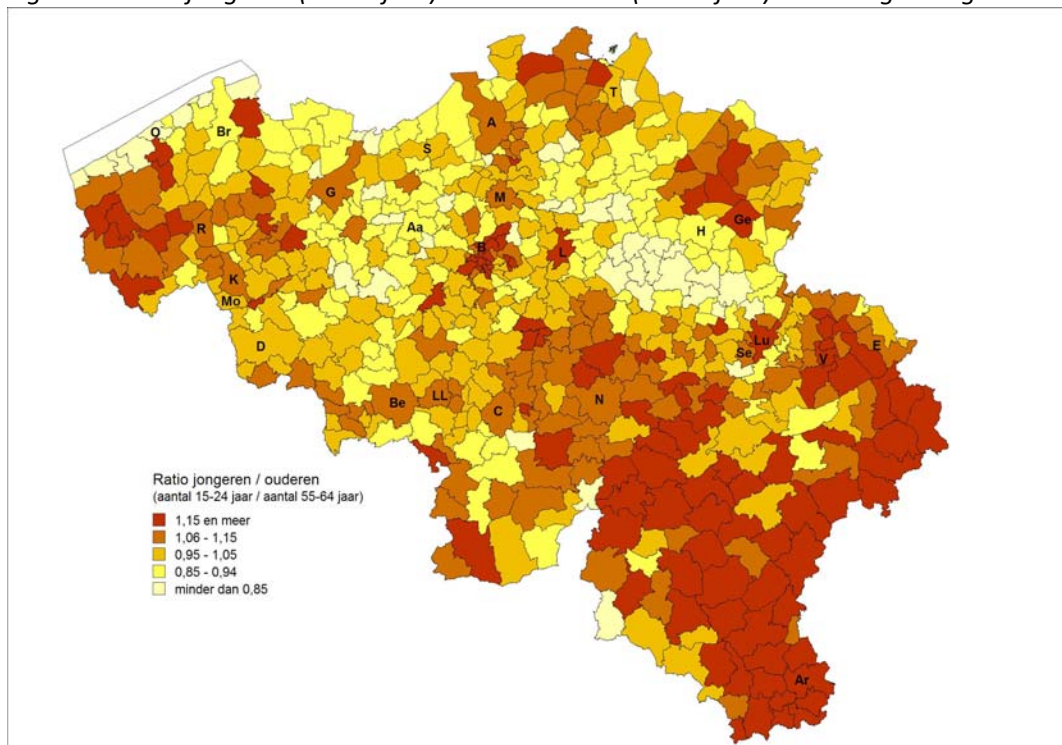 O
Br
A
T
S
G
M
Ge
Aa
R
B
L
H
K
Mo
D
Lu
Se
V
E
Be
LL
C
N
Ratio jongeren / ouderen
(aantal 15-24 jaar / aantal 55-64 jaar)
1,15 en meer
1,06 - 1,15
0,95 - 1,05
0,85 - 0,94
minder dan 0,85
Ar